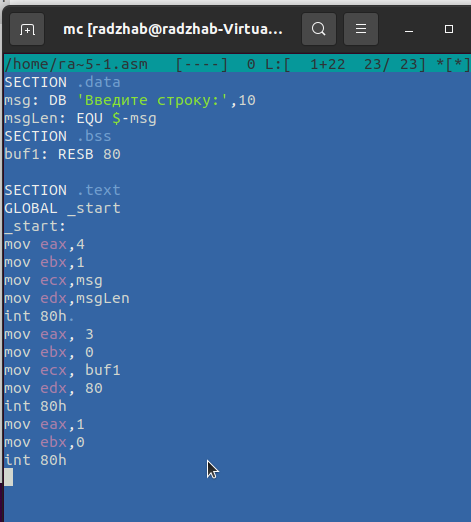 mc [radzhab@radzhab-Virtua...
/home/ra~5-1.asm   [----]  0 L:[  1+22  23/ 23] *[*]
SECTION .data
msg: DB 'Введите строку:',10
msgLen: EQU $-msg
SECTION .bss
buf1: RESB 80
SECTION .text
GLOBAL _start
_start:
mov eax,4
mov ebx,1
mov ecx,msg
mov edx,msgLen
int 80h.
mov eax, 3
mov ebx, 0
mov ecx, buf1
mov edx, 80
int 80h
mov eax,1
mov ebx,0
int 80h